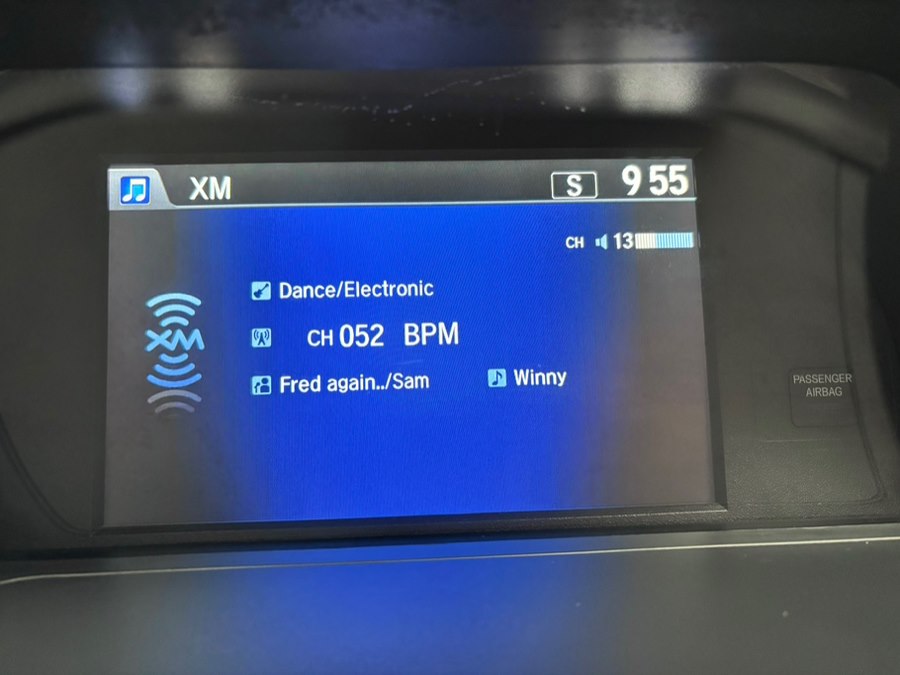 XM S 9 55
CH 13
Dance/Electronic
XM
CH 052 BPM
Fred again../Sam Winny
PASSENGER
AIRBAG